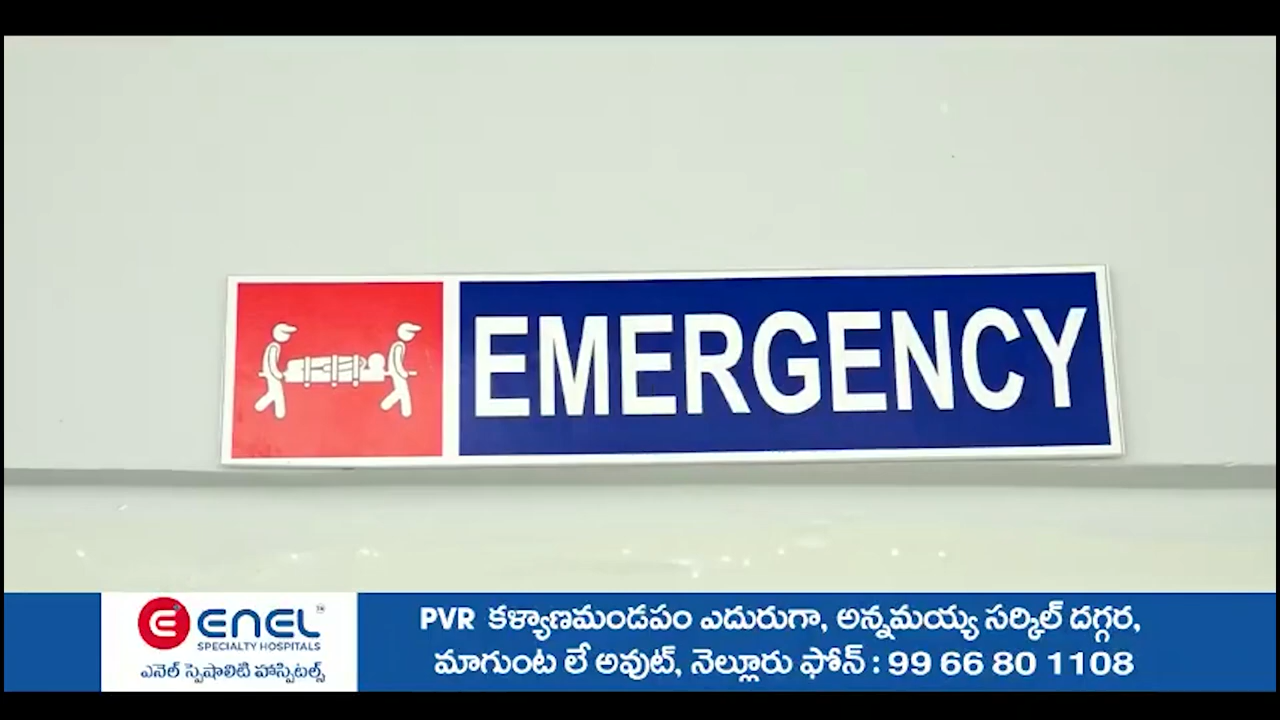 EMERGENCY
ENEL
SPECIALTY HOSPITALS
ఎనెల్ స్పెషాలిటి హాస్పిటల్స్
PVR కళ్యాణమండపం ఎదురుగా, అన్నమయ్య సర్కిల్ దగ్గర,
మాగుంట లే అవుట్, నెల్లూరు ఫోన్ : 99 66 80 1108